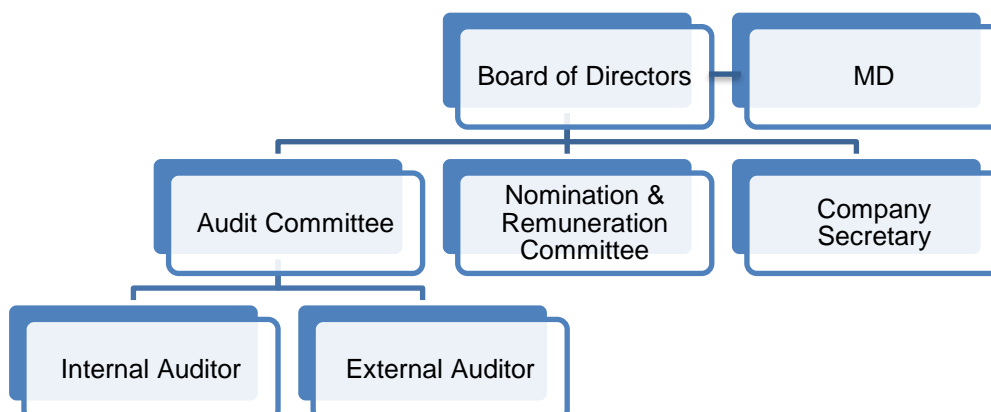 Board of Directors
MD
Audit Committee
Nomination &
Remuneration
Committee
Company
Secretary
Internal Auditor
External Auditor